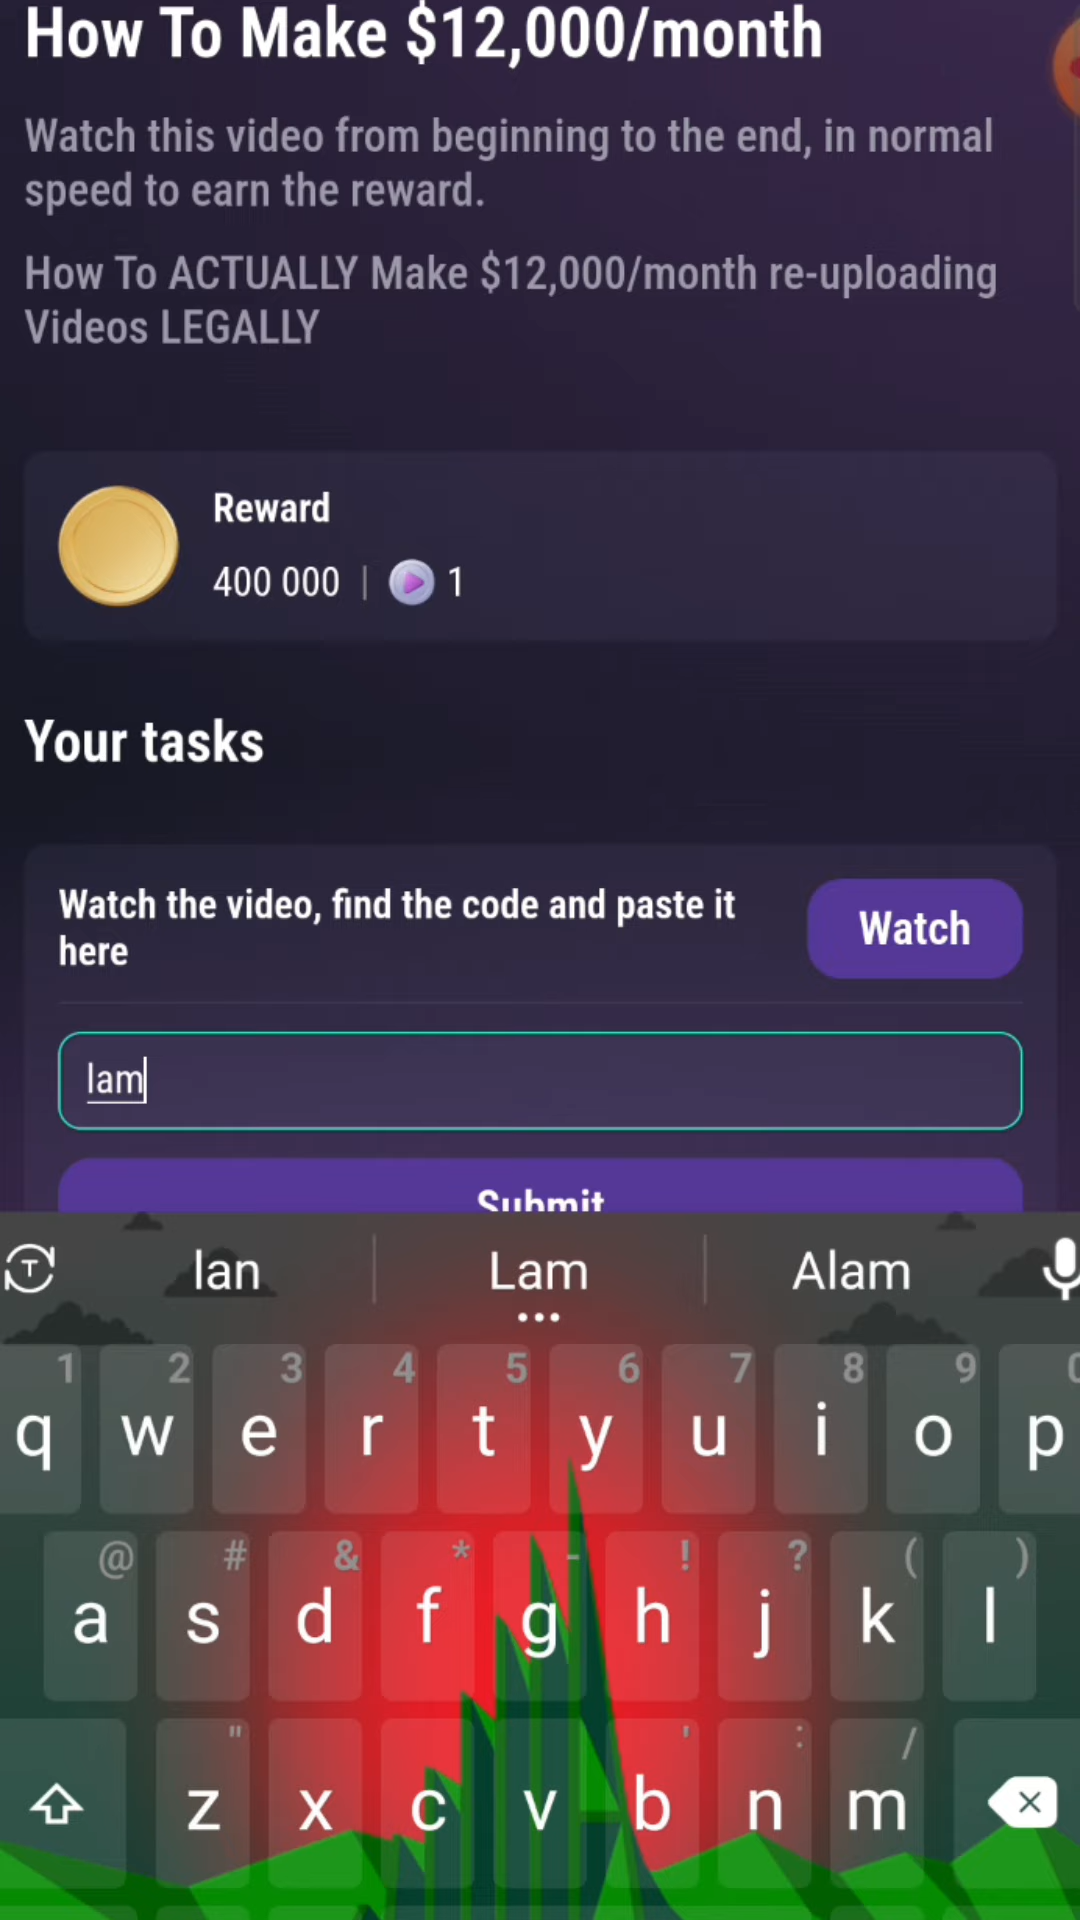 How To Make $12,000/month
Watch this video from beginning to the end, in normal
speed to earn the reward.
How To ACTUALLY Make $12,000/month re-uploading
Videos LEGALLY
Reward
400 000 | 1
Your tasks
Watch the video, find the code and paste it
here
Watch
lam
Submit
T
lan
Lam
Alam
1 2 3 4 5 6 7 8 9 0
q w e r t y u i o p
@ # & * - ! ? ( )
a s d f g h j k l
" ' : /
z x c v b n m